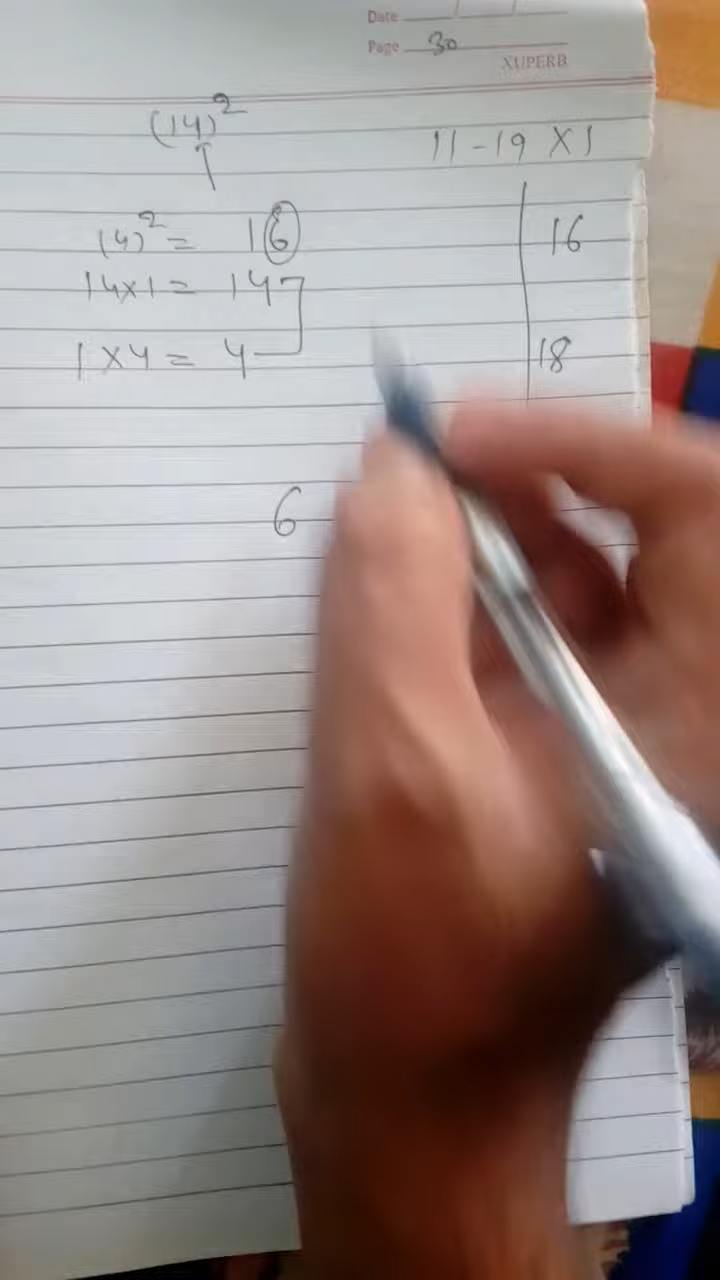 Date
Page 30
XUPERB
(14)²
11-19 X1
(4)² = 16
16
14x1 = 14
1x4 = 4
18
6